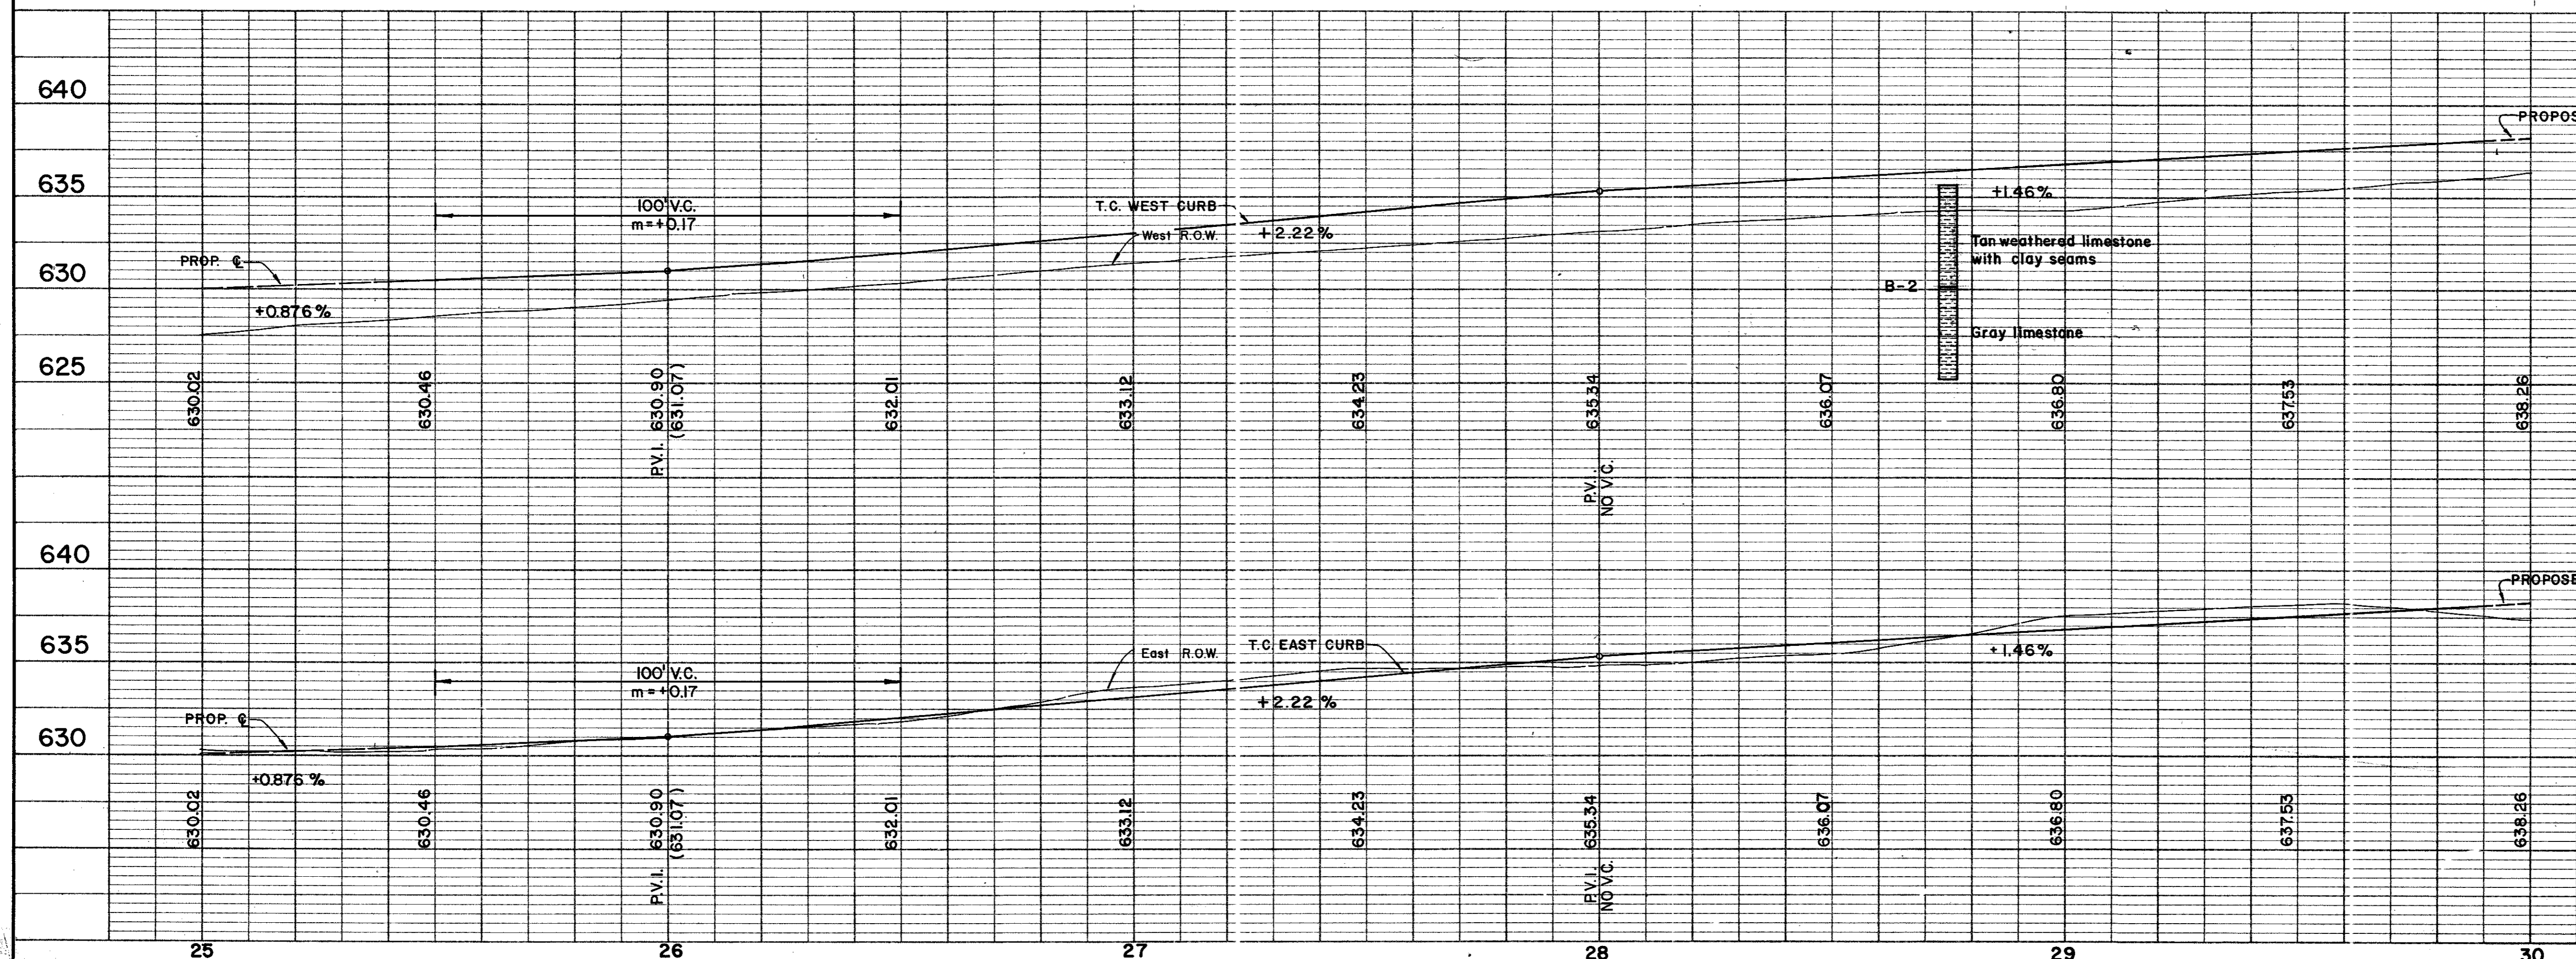 640
PROPOS
635
+1.46%
100' V.C.
m=+0.17
T.C. WEST CURB
West R.O.W.
+2.22%
Tan weathered limestone
with clay seams
PROP. ℄
630
B-2
+0.876%
Gray limestone
625
630.02
630.46
P.V.I. 630.90
(631.07)
632.01
633.12
634.23
635.34
P.V.
NO V.C.
636.07
636.80
637.53
638.26
640
PROPOSE
635
East R.O.W.
T.C. EAST CURB
+1.46%
100' V.C.
m=+0.17
+2.22%
PROP. ℄
630
+0.876%
630.02
630.46
P.V.I. 630.90
(631.07)
632.01
633.12
634.23
P.V.I. 635.34
NO V.C.
636.07
636.80
637.53
638.26
25 26 27 28 29 30